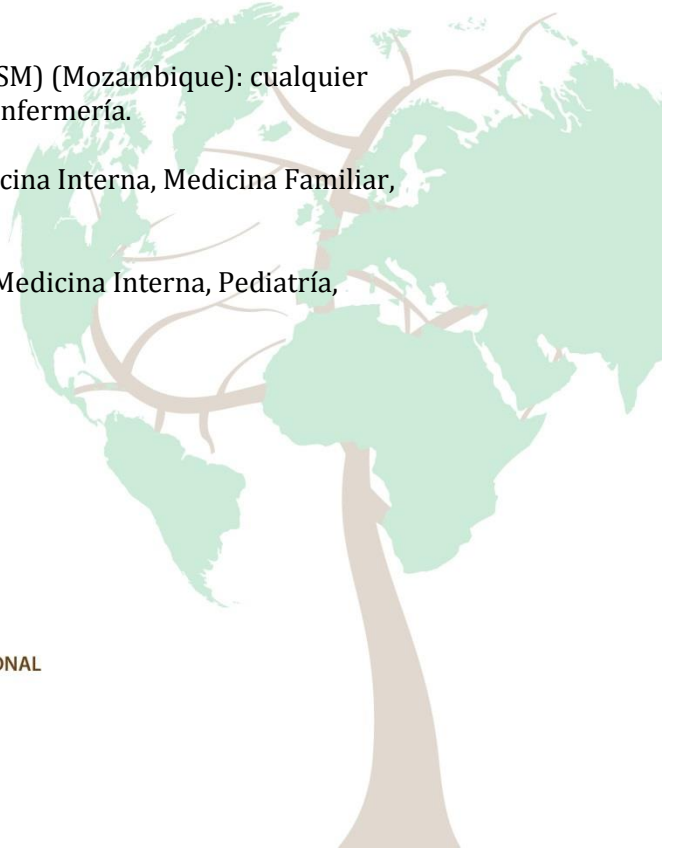 SM) (Mozambique): cualquier
nfermería.
cina Interna, Medicina Familiar,
Medicina Interna, Pediatría,
ONAL